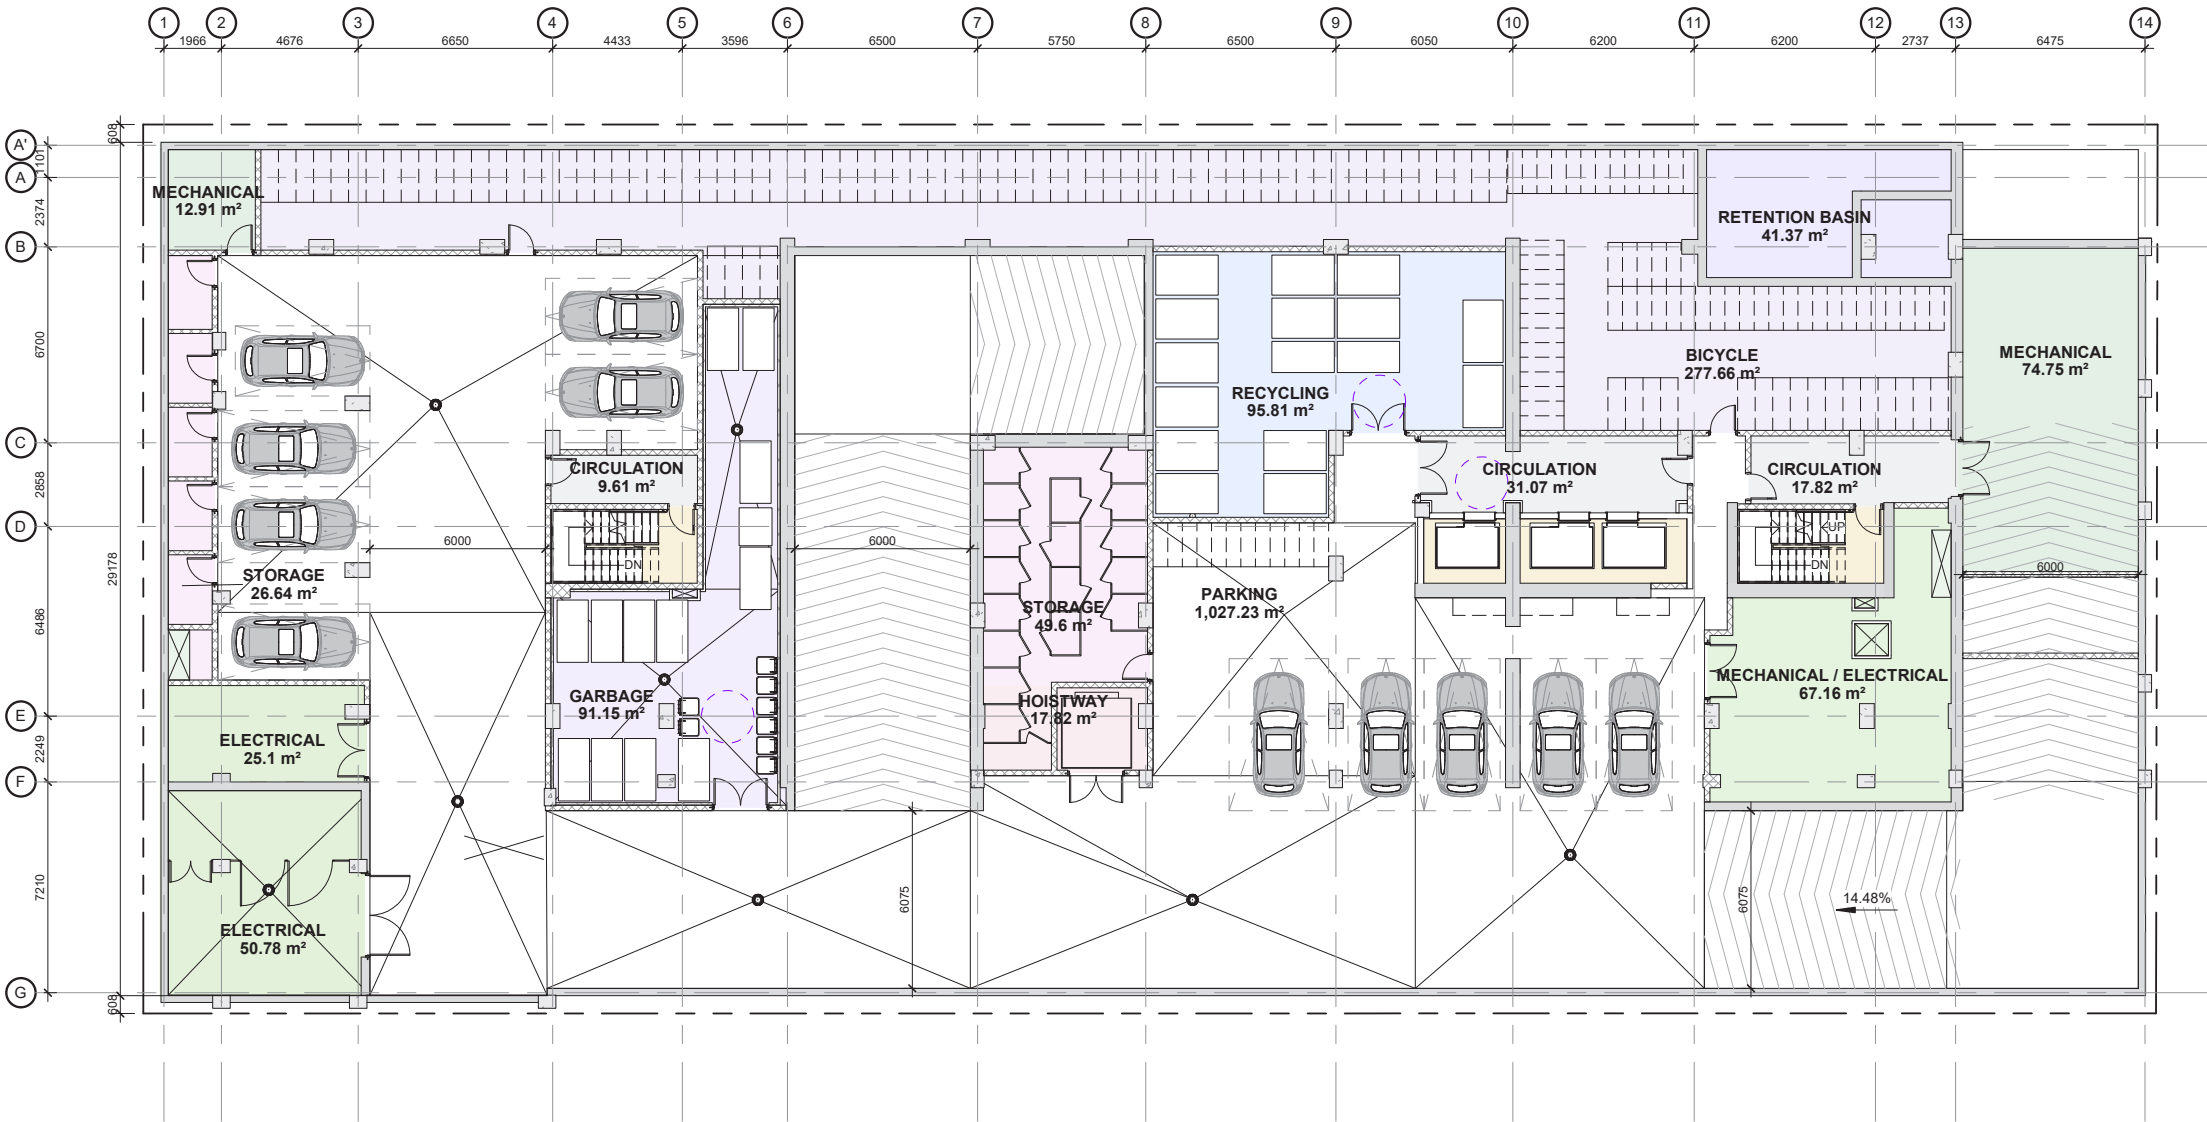 1 2 3 4 5 6 7 8 9 10 11 12 13 14
1966 4676 6650 4433 3596 6500 5750 6500 6050 6200 6200 2737 6475
608
A'
1101
A
2374
B
6700
C
2858
D
29178
6486
E
2249
F
7210
G
608
MECHANICAL
12.91 m²
RETENTION BASIN
41.37 m²
BICYCLE
277.66 m²
MECHANICAL
74.75 m²
RECYCLING
95.81 m²
CIRCULATION
9.61 m²
CIRCULATION
31.07 m²
CIRCULATION
17.82 m²
6000
6000
6000
DN
UP
DN
STORAGE
26.64 m²
STORAGE
49.6 m²
PARKING
1,027.23 m²
GARBAGE
91.15 m²
HOISTWAY
17.82 m²
MECHANICAL / ELECTRICAL
67.16 m²
ELECTRICAL
25.1 m²
ELECTRICAL
50.78 m²
6075
6075
14.48%